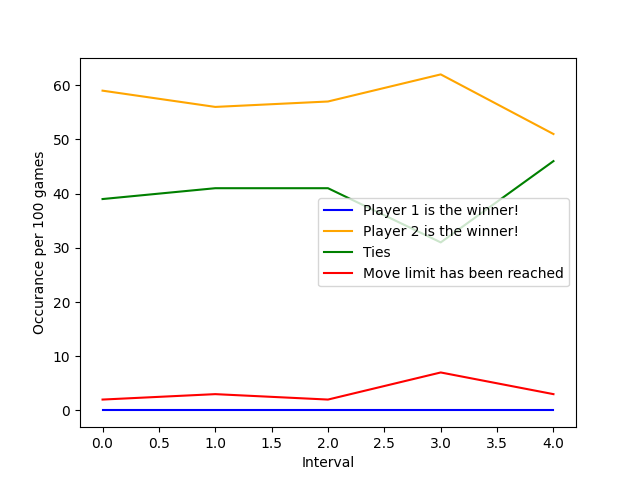 60
50
40
30
20
10
0
Occurance per 100 games
Player 1 is the winner!
Player 2 is the winner!
Ties
Move limit has been reached
0.0 0.5 1.0 1.5 2.0 2.5 3.0 3.5 4.0
Interval